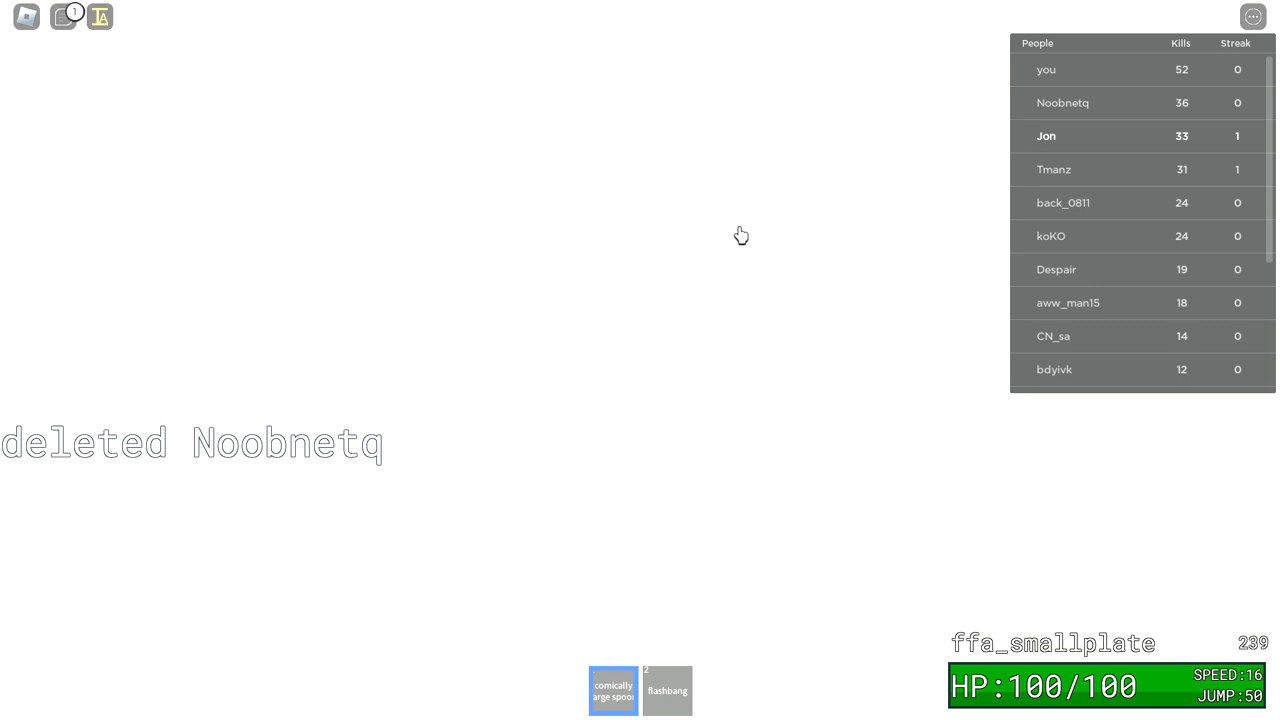 1
People Kills Streak
you 52 0
Noobnetq 36 0
Jon 33 1
Tmanz 31 1
back_0811 24 0
koKO 24 0
Despair 19 0
aww_man15 18 0
CN_sa 14 0
bdyivk 12 0
deleted Noobnetq
ffa_smallplate 239
HP:100/100 SPEED:16
JUMP:50
comically
arge spoo
2
flashbang